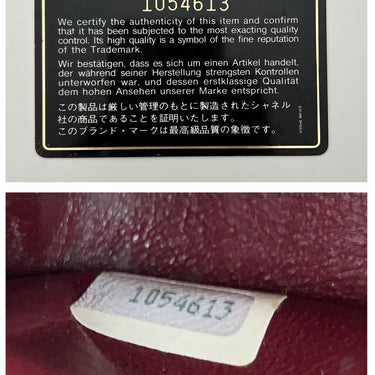 1054613
We certify the authenticity of this item and confirm
that it has been subjected to the most exacting quality
control. Its high quality is a symbol of the fine reputation
of the Trademark.
Wir bestätigen, dass es sich um einen Artikel handelt,
der während seiner Herstellung strengsten Kontrollen
unterworfen war, und dessen erstklassige Qualität
dem hohen Ansehen unserer Marke entspricht.
この製品は厳しい管理のもとに製造されたシャネル
社の商品であることを証明いたします。
このブランド・マークは最高級品質の象徴です。
1054613